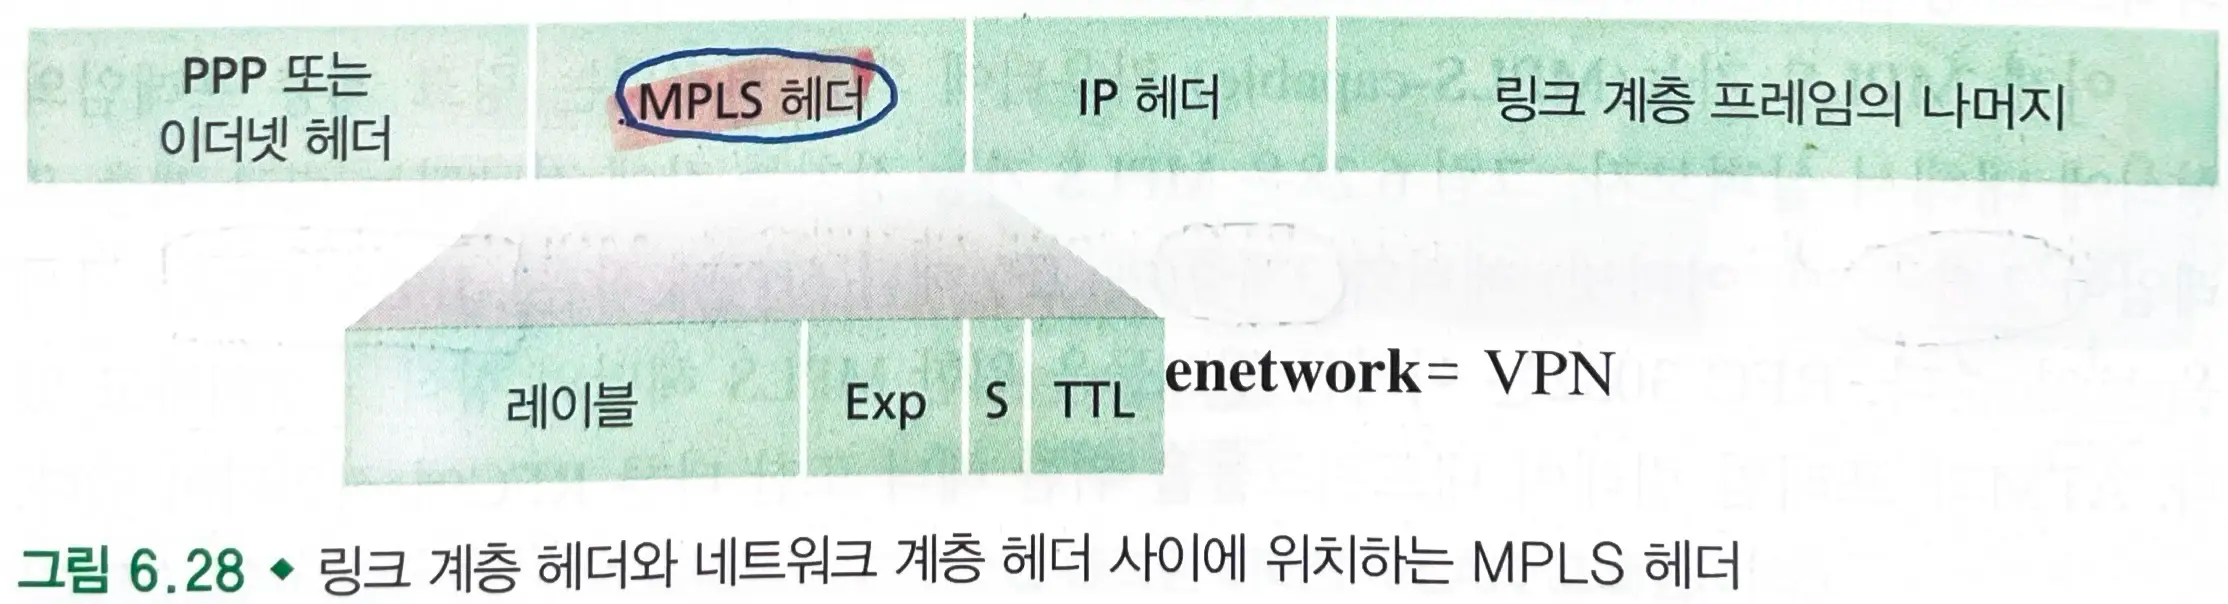 PPP 또는
이더넷 헤더
MPLS 헤더
IP 헤더
링크 계층 프레임의 나머지
레이블
Exp
S
TTL
enetwork= VPN
그림 6.28 ◆ 링크 계층 헤더와 네트워크 계층 헤더 사이에 위치하는 MPLS 헤더